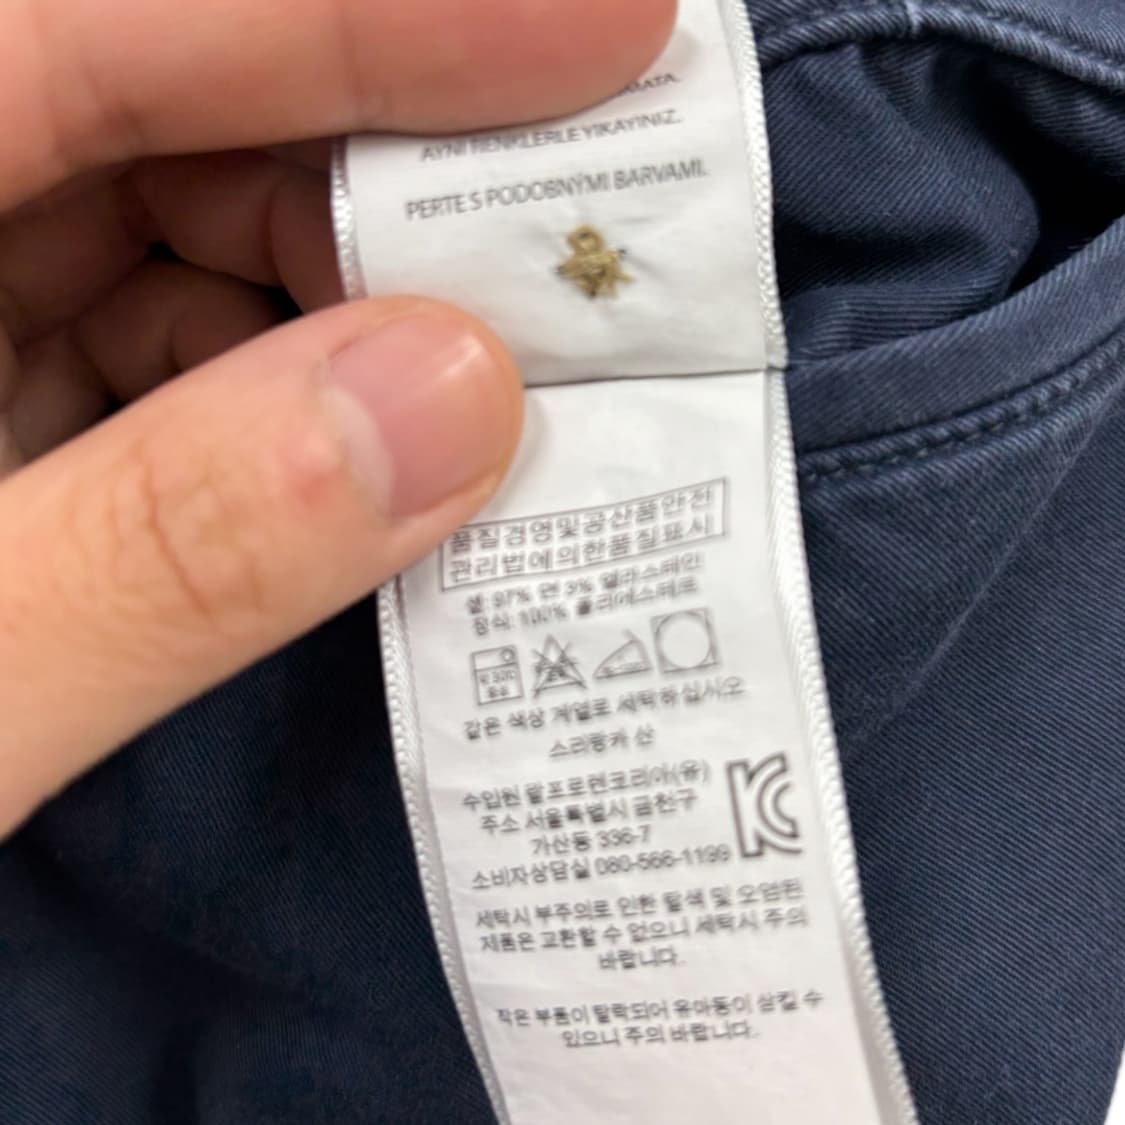 AYNI RENKLERLE YIKAYINIZ.
PERTE S PODOBNÝMI BARVAMI.
품질경영및공산품안전
관리법에의한품질표시
겉: 97% 면 3% 엘라스테인
장식: 100% 폴리에스테르
같은 색상 계열로 세탁하십시오
스리랑카 산
수입원 랄프로렌코리아(유)
주소 서울특별시 금천구
가산동 336-7
소비자상담실 080-566-1199
세탁시 부주의로 인한 탈색 및 오염된
제품은 교환할 수 없으니 세탁시 주의
바랍니다.
작은 부품이 탈락되어 유아동이 삼킬 수
있으니 주의 바랍니다.